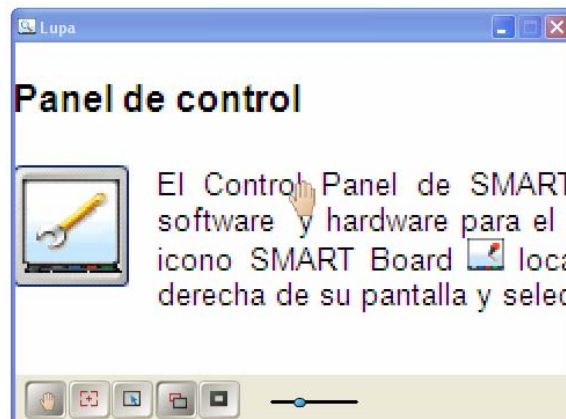 Lupa
Panel de control
El Control Panel de SMART
software y hardware para el
icono SMART Board loca
derecha de su pantalla y selec